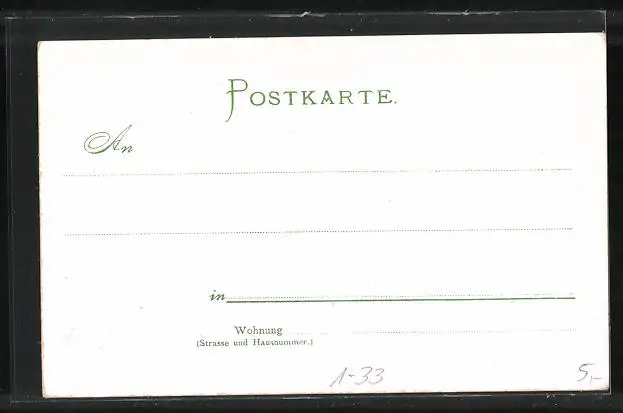 POSTKARTE.
An
in
Wohnung
(Strasse und Hausnummer.)
1-33 5,-